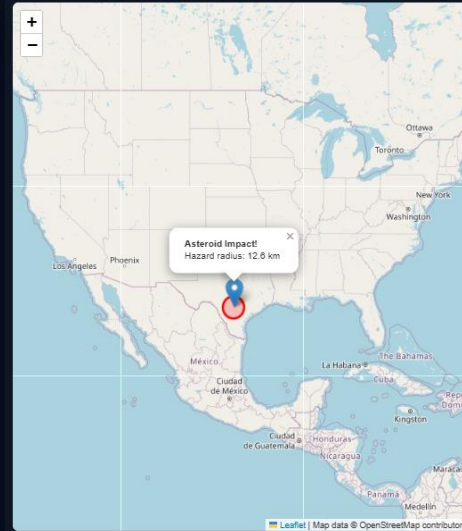 +
−
Ottawa
Toronto
New York
Washington
Asteroid Impact!
×
Hazard radius: 12.6 km
Los Angeles
Phoenix
México
Ciudad
de México
La Habana
The Bahamas
Cuba
Kingston
Ciudad
de Guatemala
Honduras
Nicaragua
Panamá
Medellín
Leaflet | Map data © OpenStreetMap contributor